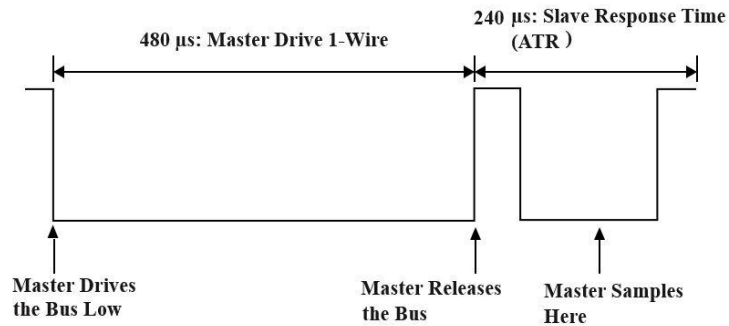 240 μs: Slave Response Time
(ATR )
480 μs: Master Drive 1-Wire
Master Drives
the Bus Low
Master Releases
the Bus
Master Samples
Here